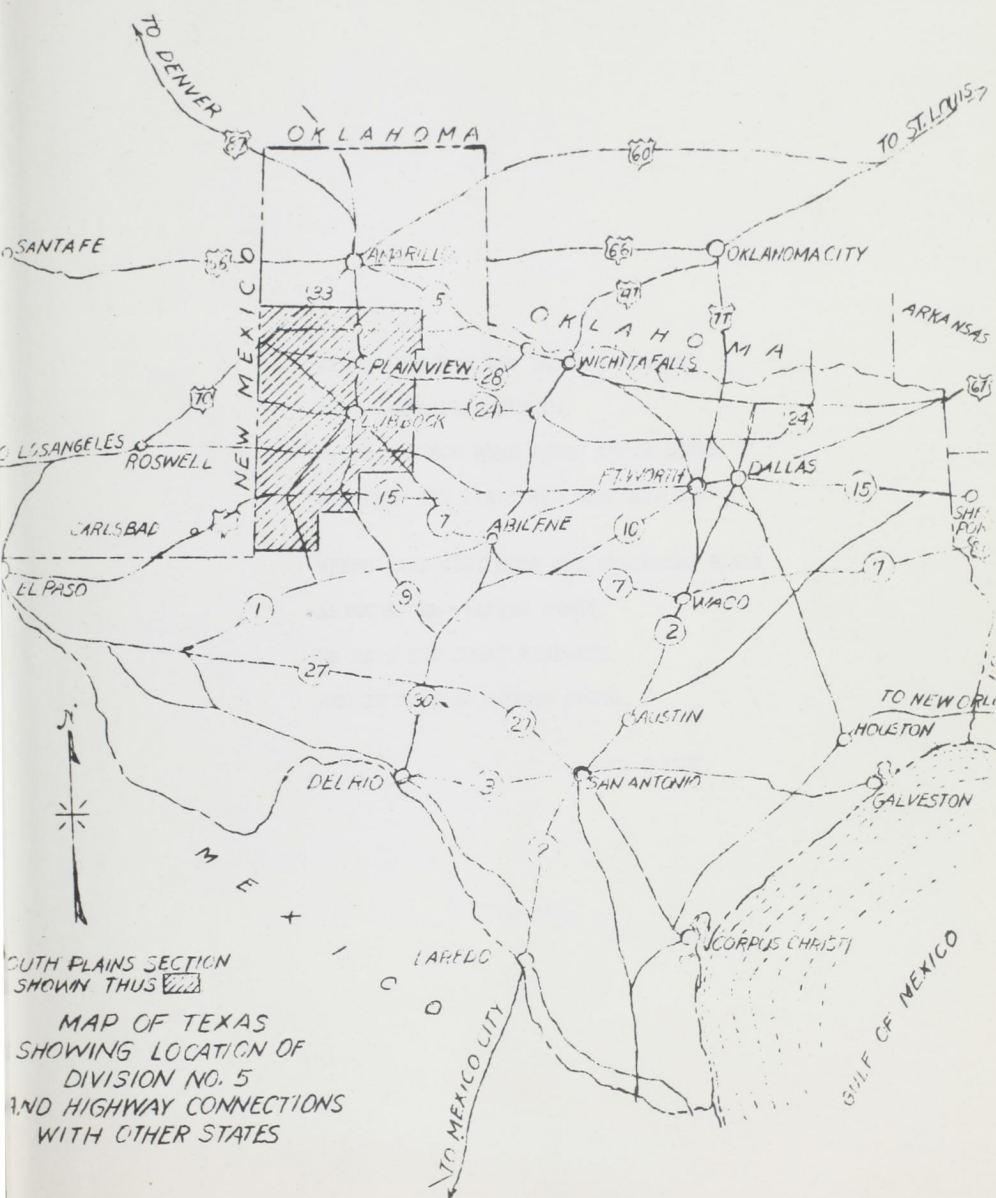 TO DENVER
87
OKLAHOMA
60
TO ST. LOUIS
SANTA FE
66
AMARILLO
66
OKLAHOMA CITY
33
5
77
OKLAHOMA
ARKANSAS
NEW MEXICO
PLAINVIEW
28
WICHITA FALLS
67
70
LUBBOCK
24
24
LOS ANGELES
ROSWELL
FT. WORTH
DALLAS
15
15
CARLSBAD
7
ABILENE
10
EL PASO
1
9
7
WACO
7
2
27
30
27
AUSTIN
TO NEW ORL
HOUSTON
DEL RIO
3
SAN ANTONIO
GALVESTON
N.
MEXICO
2
CORPUS CHRISTI
LAREDO
GULF OF MEXICO
TO MEXICO CITY
OUTH PLAINS SECTION
SHOWN THUS
MAP OF TEXAS
SHOWING LOCATION OF
DIVISION NO. 5
AND HIGHWAY CONNECTIONS
WITH OTHER STATES